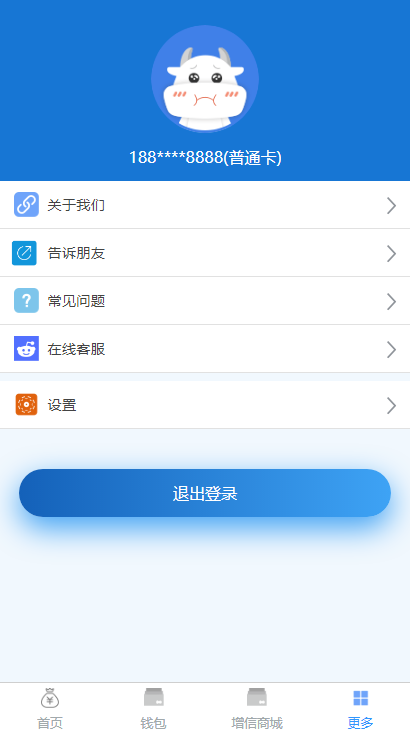 188****8888(普通卡)
关于我们
告诉朋友
常见问题
在线客服
设置
退出登录
首页
钱包
增信商城
更多